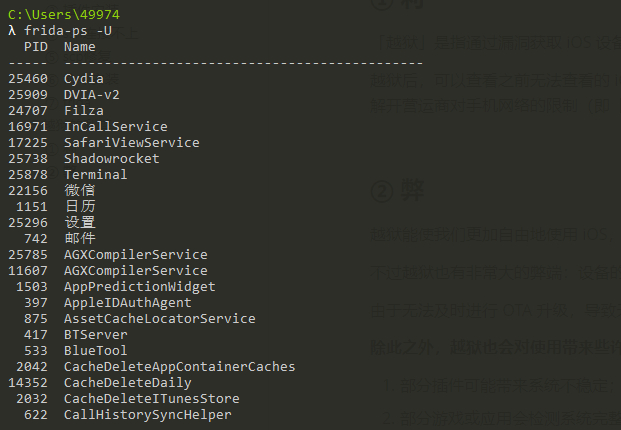 C:\Users\49974
λ frida-ps -U
  PID  Name
-----  ---------------------------------------------
25460  Cydia
25909  DVIA-v2
24707  Filza
16971  InCallService
17225  SafariViewService
25738  Shadowrocket
25878  Terminal
22156  微信
 1151  日历
25296  设置
  742  邮件
25785  AGXCompilerService
11607  AGXCompilerService
 1503  AppPredictionWidget
  397  AppleIDAuthAgent
  875  AssetCacheLocatorService
  417  BTServer
  533  BlueTool
 2042  CacheDeleteAppContainerCaches
14352  CacheDeleteDaily
 2032  CacheDeleteITunesStore
  622  CallHistorySyncHelper
② 弊